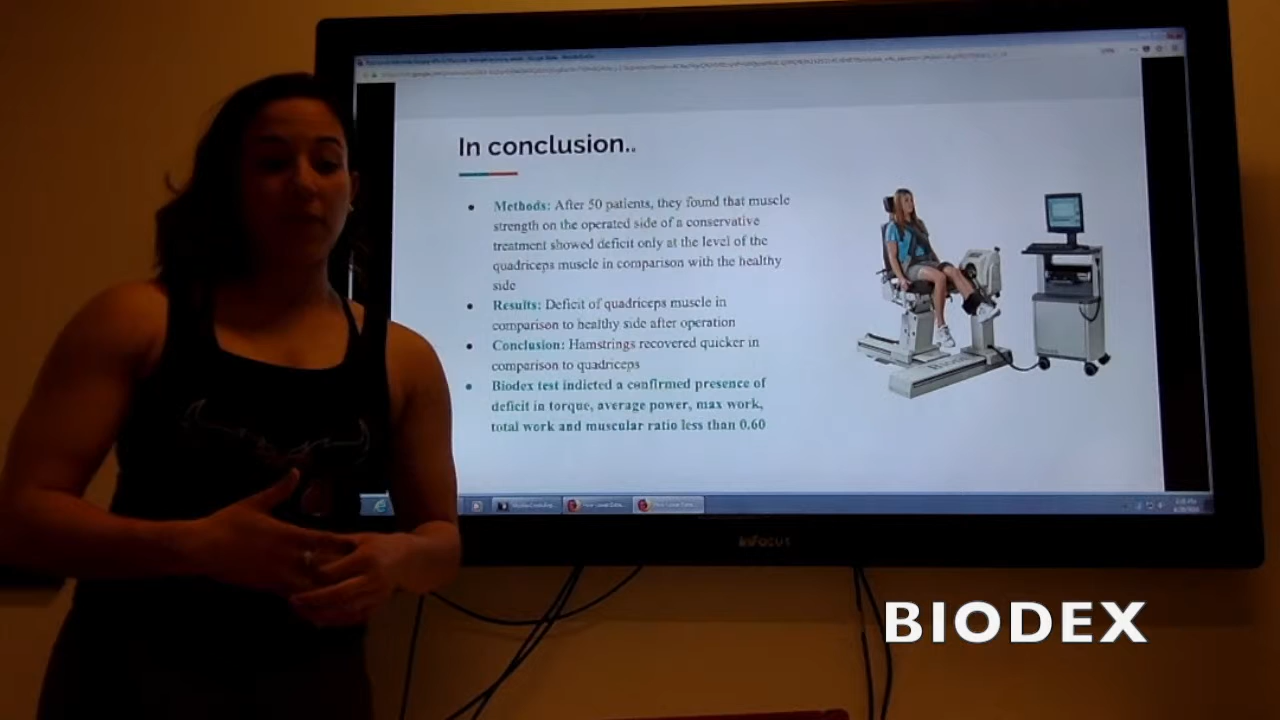 In conclusion..
Methods: After 50 patients, they found that muscle
strength on the operated side of a conservative
treatment showed deficit only at the level of the
quadriceps muscle in comparison with the healthy
side
Results: Deficit of quadriceps muscle in
comparison to healthy side after operation
Conclusion: Hamstrings recovered quicker in
comparison to quadriceps
Biodex test indicted a confirmed presence of
deficit in torque, average power, max work,
total work and muscular ratio less than 0.60
InFocus
BIODEX